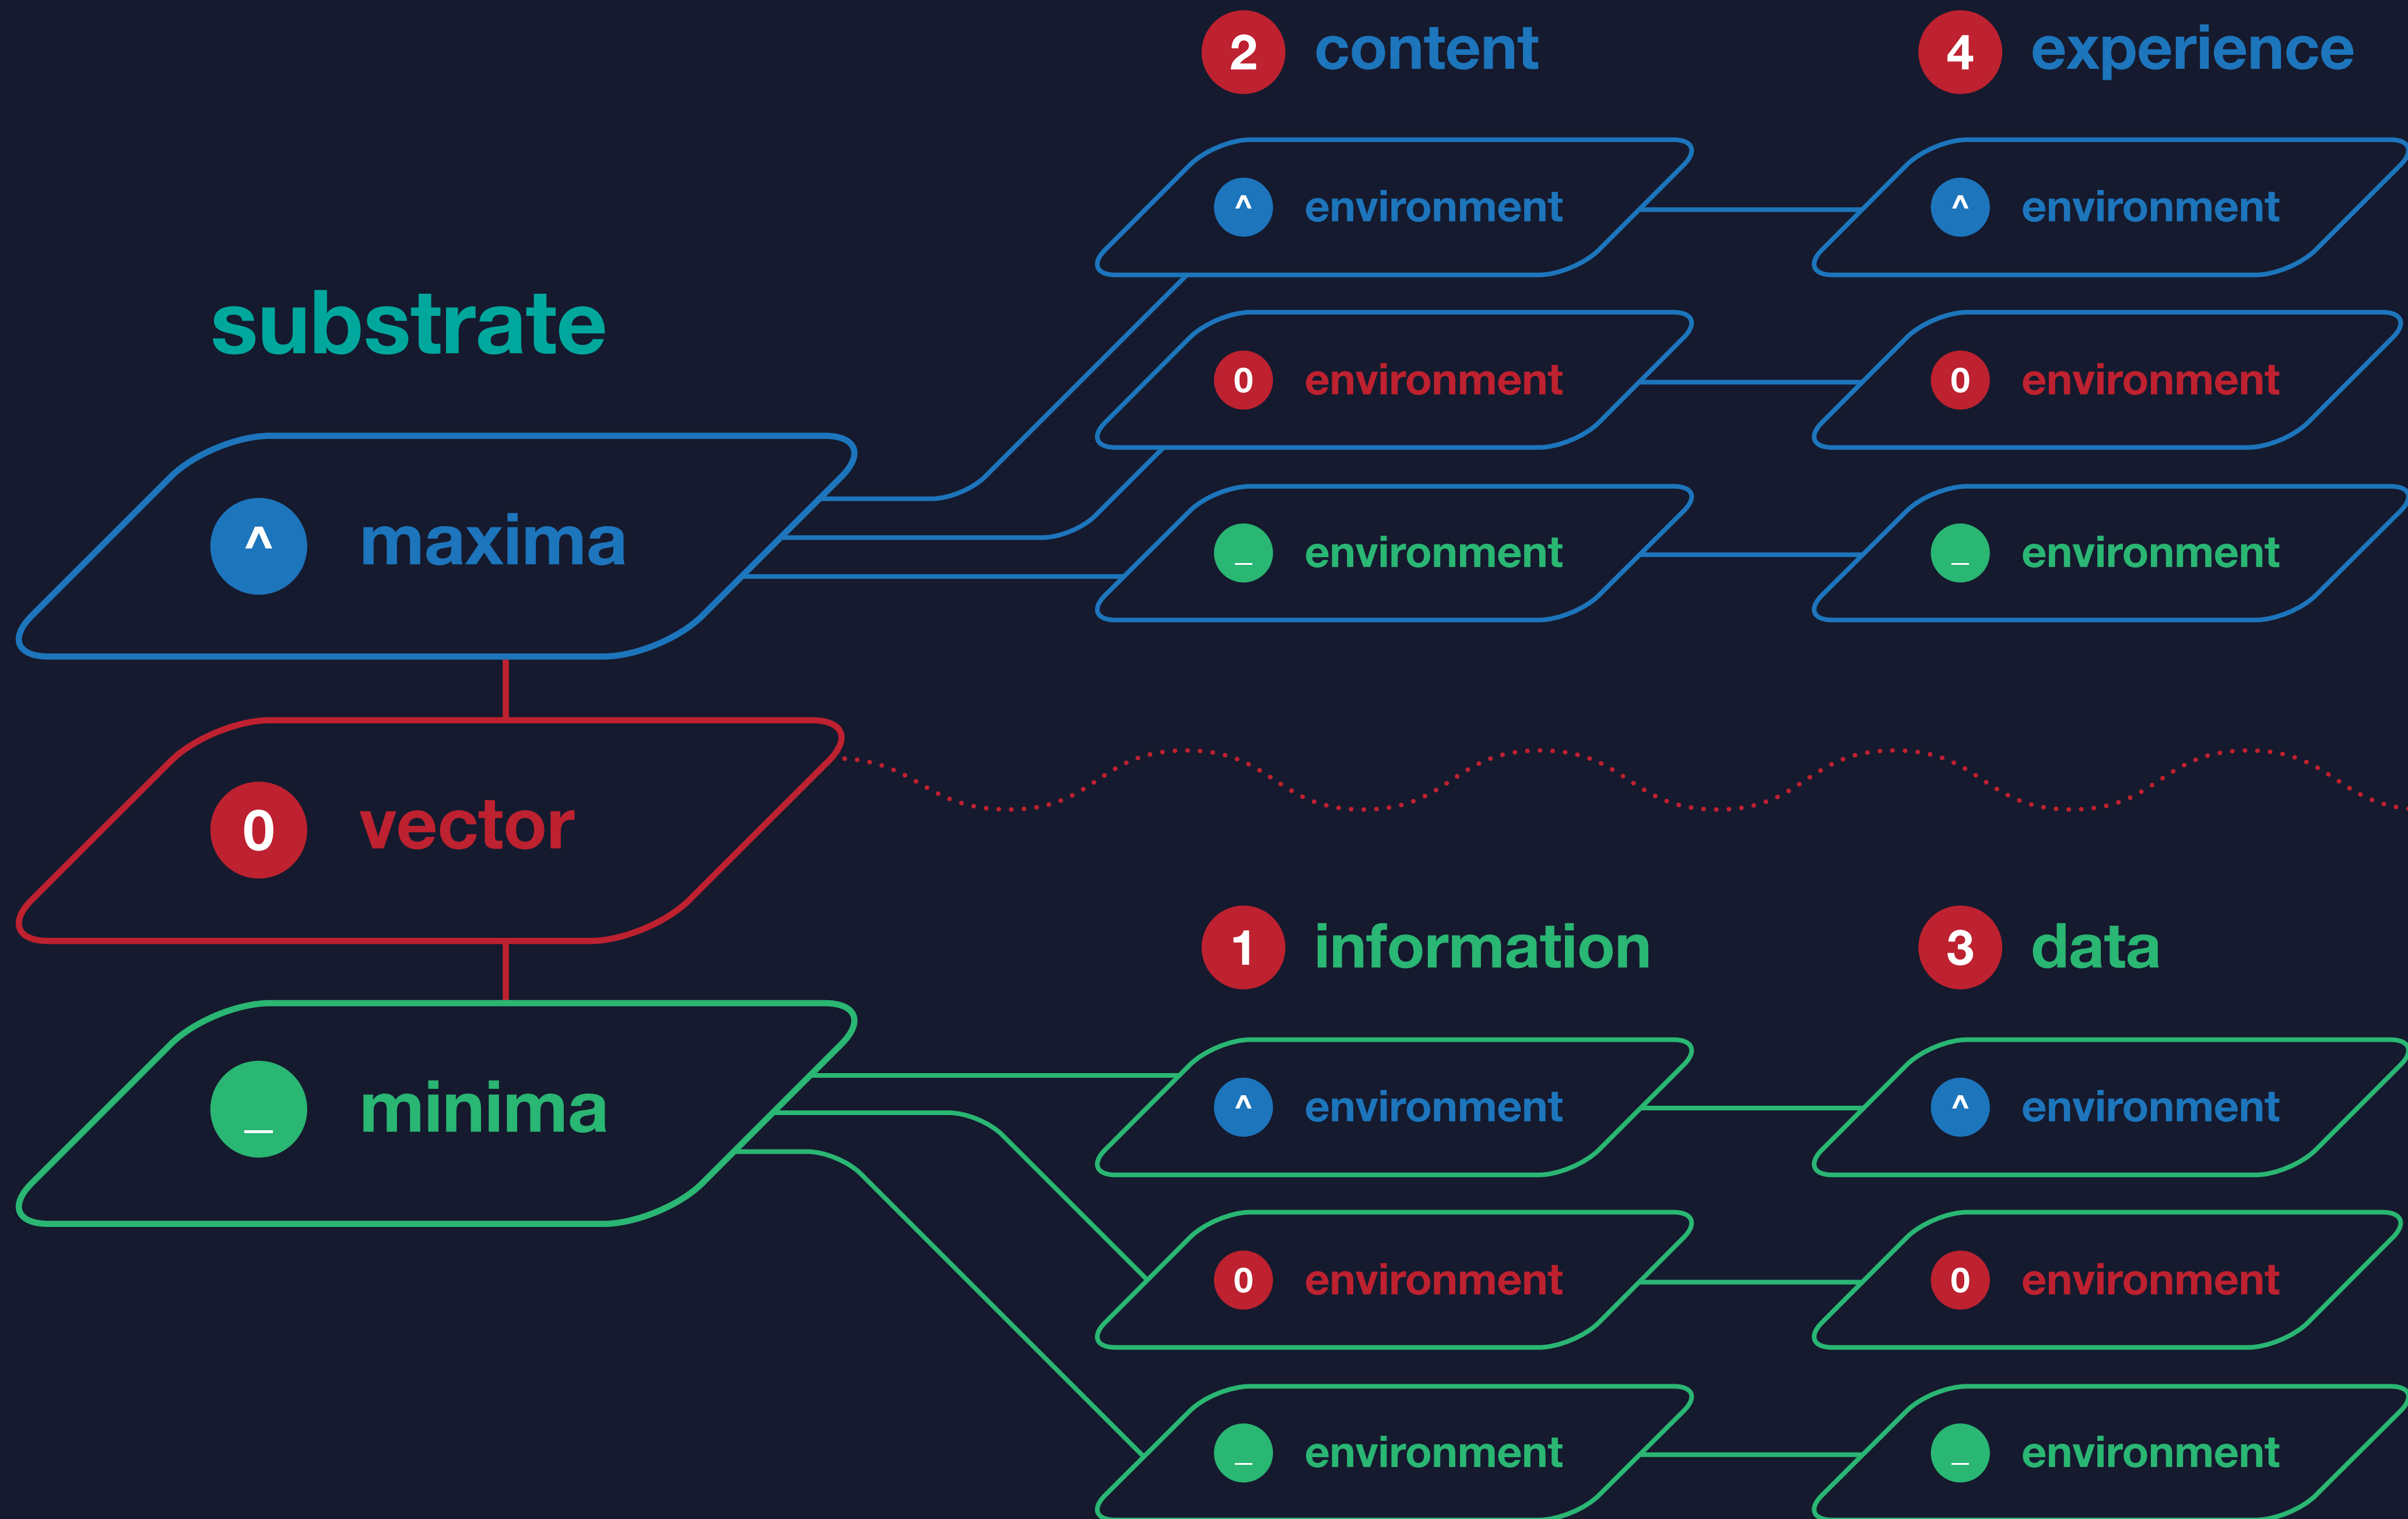 2 content
4 experience
^ environment
^ environment
substrate
0 environment
0 environment
^ maxima
_ environment
_ environment
0 vector
1 information
3 data
_ minima
^ environment
^ environment
0 environment
0 environment
_ environment
_ environment